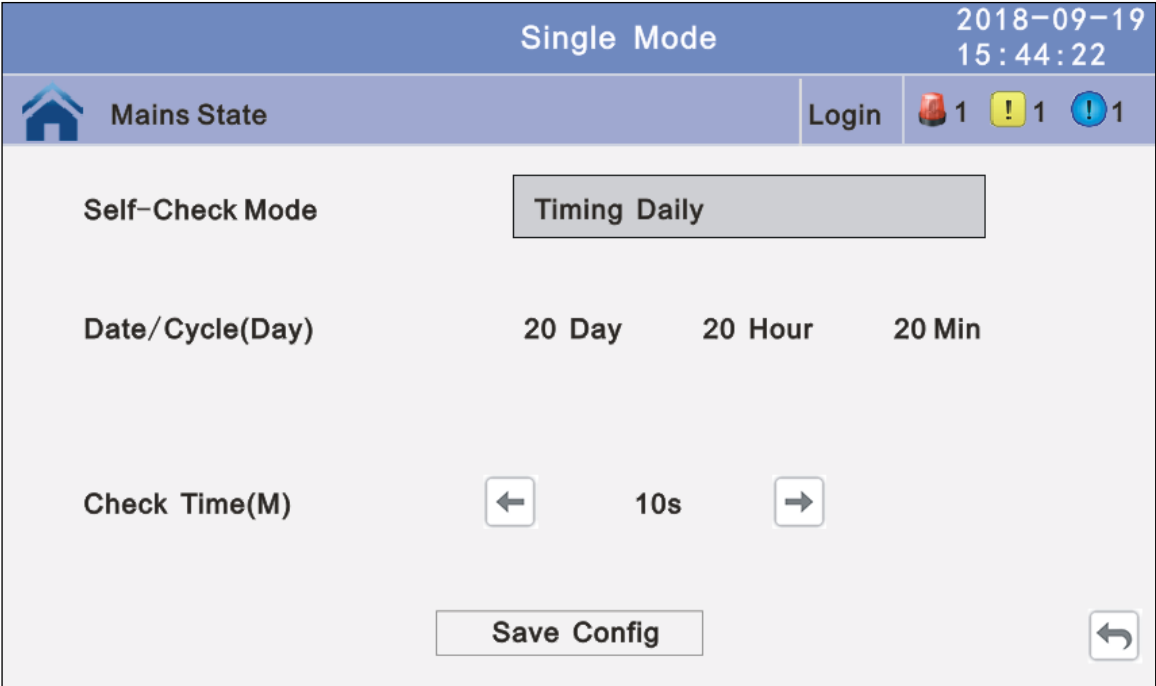 Single Mode
2018-09-19
15:44:22
Mains State Login 1 ! 1 ! 1
Self-Check Mode Timing Daily
Date/Cycle(Day) 20 Day 20 Hour 20 Min
Check Time(M) 10s
Save Config